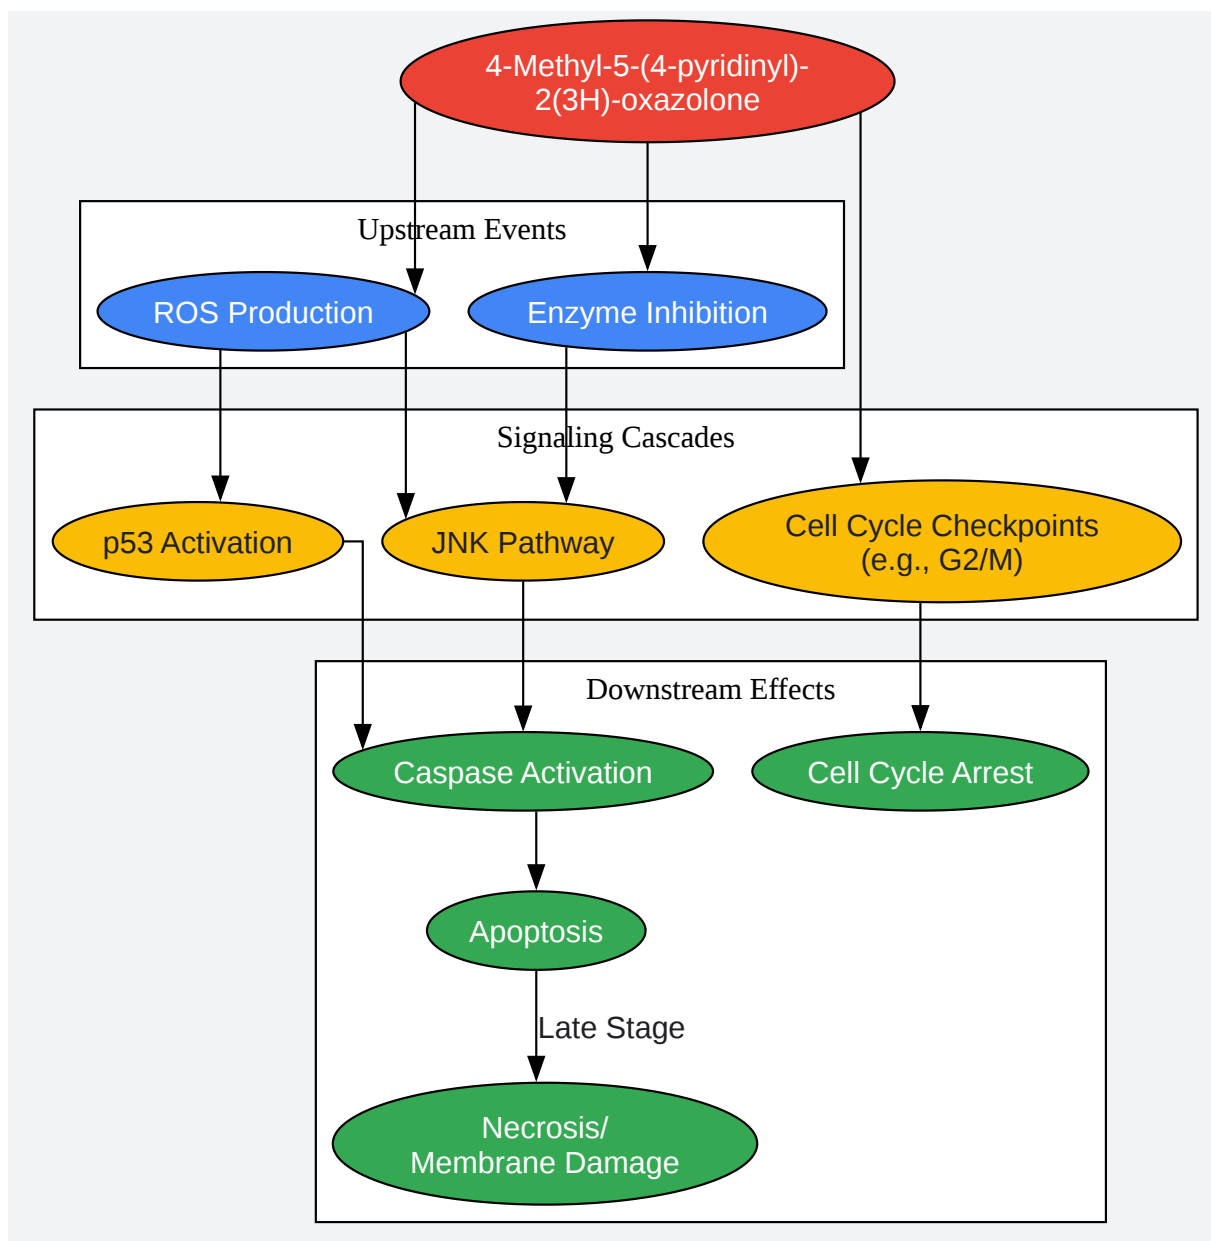 4-Methyl-5-(4-pyridinyl)-
2(3H)-oxazolone
Upstream Events
ROS Production
Enzyme Inhibition
Signaling Cascades
p53 Activation
JNK Pathway
Cell Cycle Checkpoints
(e.g., G2/M)
Downstream Effects
Caspase Activation
Cell Cycle Arrest
Apoptosis
Late Stage
Necrosis/
Membrane Damage